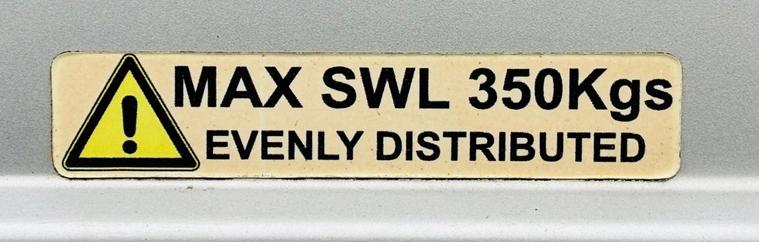 MAX SWL 350Kgs
EVENLY DISTRIBUTED